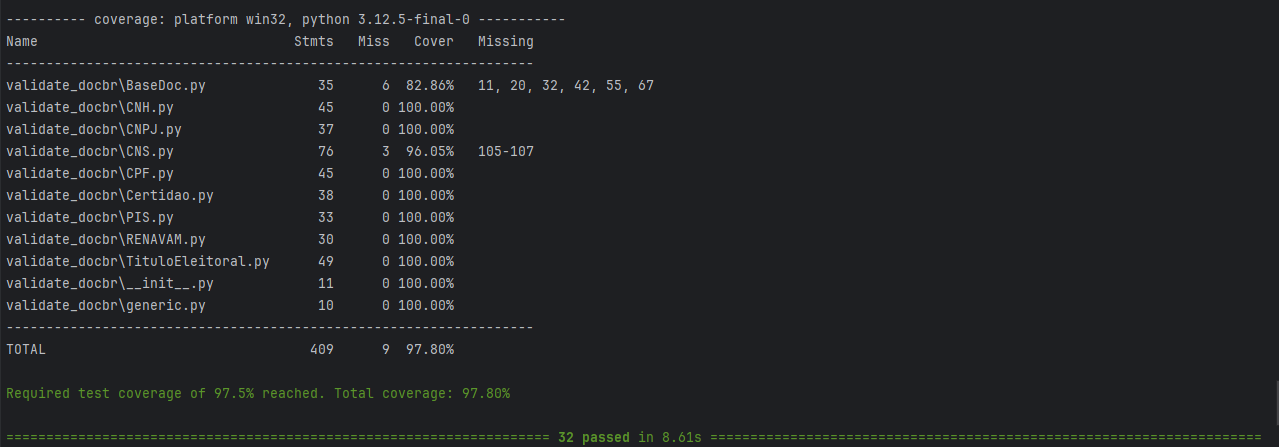 ---------- coverage: platform win32, python 3.12.5-final-0 -----------
Name                                Stmts   Miss   Cover   Missing
------------------------------------------------------------------
validate_docbr\BaseDoc.py              35      6  82.86%   11, 20, 32, 42, 55, 67
validate_docbr\CNH.py                  45      0 100.00%
validate_docbr\CNPJ.py                 37      0 100.00%
validate_docbr\CNS.py                  76      3  96.05%   105-107
validate_docbr\CPF.py                  45      0 100.00%
validate_docbr\Certidao.py             38      0 100.00%
validate_docbr\PIS.py                  33      0 100.00%
validate_docbr\RENAVAM.py              30      0 100.00%
validate_docbr\TituloEleitoral.py      49      0 100.00%
validate_docbr\__init__.py             11      0 100.00%
validate_docbr\generic.py              10      0 100.00%
------------------------------------------------------------------
TOTAL                                 409      9  97.80%
Required test coverage of 97.5% reached. Total coverage: 97.80%
==================================================================== 32 passed in 8.61s =====================================================================